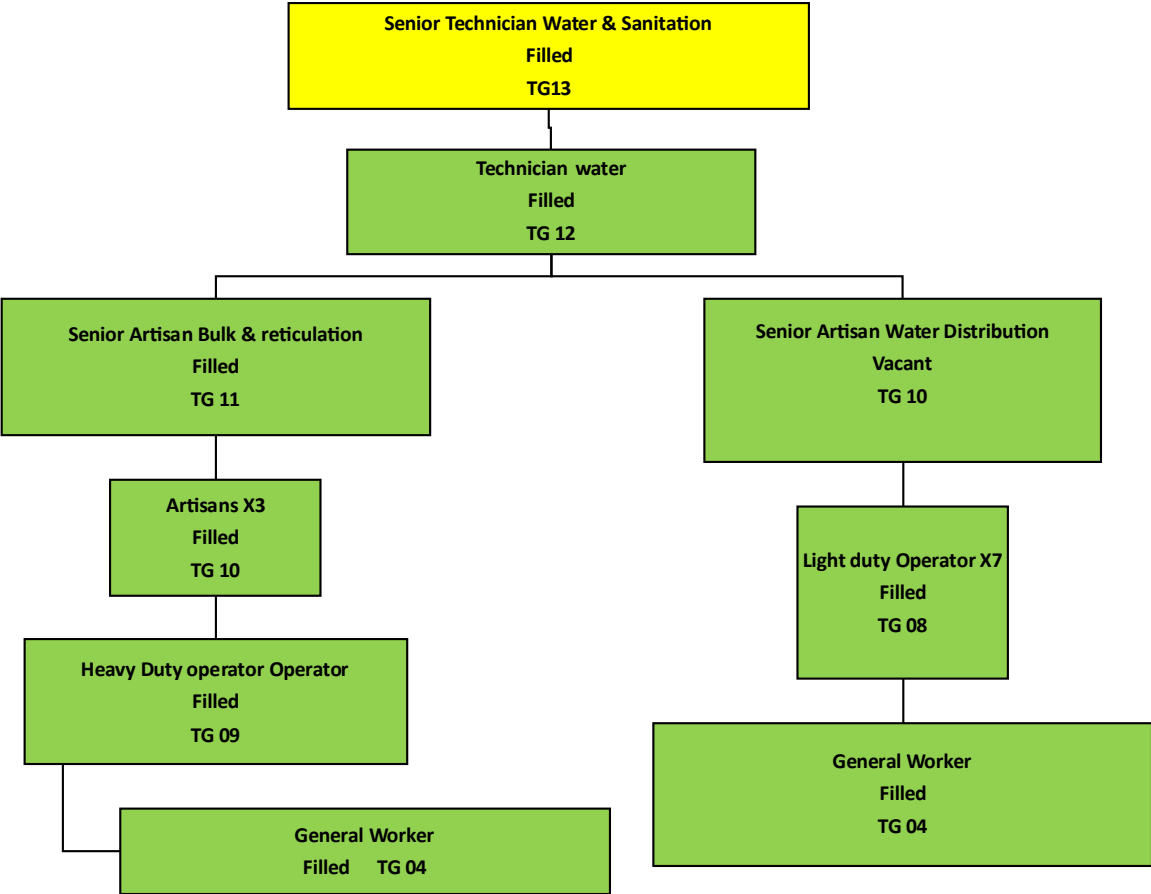 Senior Technician Water & Sanitation
Filled
TG13
Technician water
Filled
TG 12
Senior Artisan Bulk & reticulation
Filled
TG 11
Senior Artisan Water Distribution
Vacant
TG 10
Artisans X3
Filled
TG 10
Light duty Operator X7
Filled
TG 08
Heavy Duty operator Operator
Filled
TG 09
General Worker
Filled
TG 04
General Worker
Filled TG 04